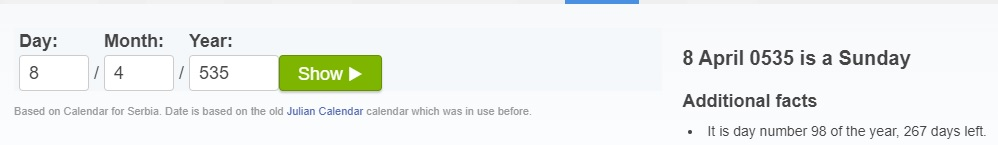 Day: Month: Year:
8 / 4 / 535 Show
Based on Calendar for Serbia. Date is based on the old Julian Calendar calendar which was in use before.
8 April 0535 is a Sunday
Additional facts
• It is day number 98 of the year, 267 days left.